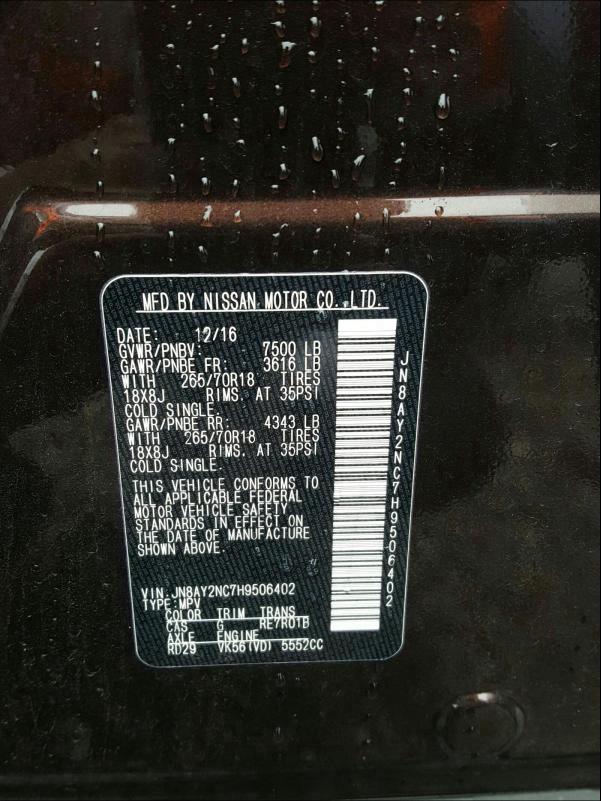 MFD BY NISSAN MOTOR CO.,LTD.
DATE: 12/16
GVWR/PNBV: 7500 LB
GAWR/PNBE FR: 3616 LB
WITH 265/70R18 TIRES
18X8J RIMS. AT 35PSI
COLD SINGLE.
GAWR/PNBE RR: 4343 LB
WITH 265/70R18 TIRES
18X8J RIMS. AT 35PSI
COLD SINGLE.
THIS VEHICLE CONFORMS TO
ALL APPLICABLE FEDERAL
MOTOR VEHICLE SAFETY
STANDARDS IN EFFECT ON
THE DATE OF MANUFACTURE
SHOWN ABOVE.
VIN:JN8AY2NC7H9506402
TYPE:MPV
COLOR TRIM TRANS
CAS G RE7R01B
AXLE ENGINE
RD29 VK56(VD) 5552CC
JN8AY2NC7H9506402